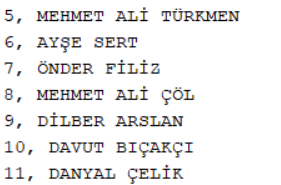 5, MEHMET ALİ TÜRKMEN
6, AYŞE SERT
7, ÖNDER FİLİZ
8, MEHMET ALİ ÇÖL
9, DİLBER ARSLAN
10, DAVUT BIÇAKÇI
11, DANYAL ÇELİK